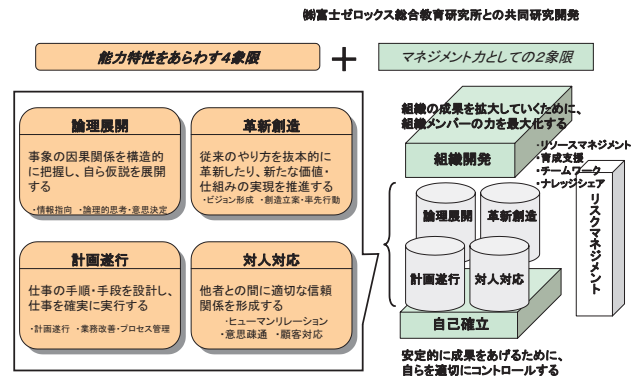 ㈱富士ゼロックス総合教育研究所との共同研究開発
能力特性をあらわす4象限
+
マネジメント力としての2象限
論理展開
事象の因果関係を構造的
に把握し、自ら仮説を展開
する
・情報指向 ・論理的思考・意思決定
革新創造
従来のやり方を抜本的に
革新したり、新たな価値・
仕組みの実現を推進する
・ビジョン形成 ・創造立案・率先行動
計画遂行
仕事の手順・手段を設計し、
仕事を確実に実行する
・計画遂行 ・業務改善・プロセス管理
対人対応
他者との間に適切な信頼
関係を形成する
・ヒューマンリレーション
・意思疎通 ・顧客対応
組織の成果を拡大していくために、
組織メンバーの力を最大化する
組織開発
・リソースマネジメント
・育成支援
・チームワーク
・ナレッジシェア
論理展開
革新創造
計画遂行
対人対応
リスクマネジメント
自己確立
安定的に成果をあげるために、
自らを適切にコントロールする